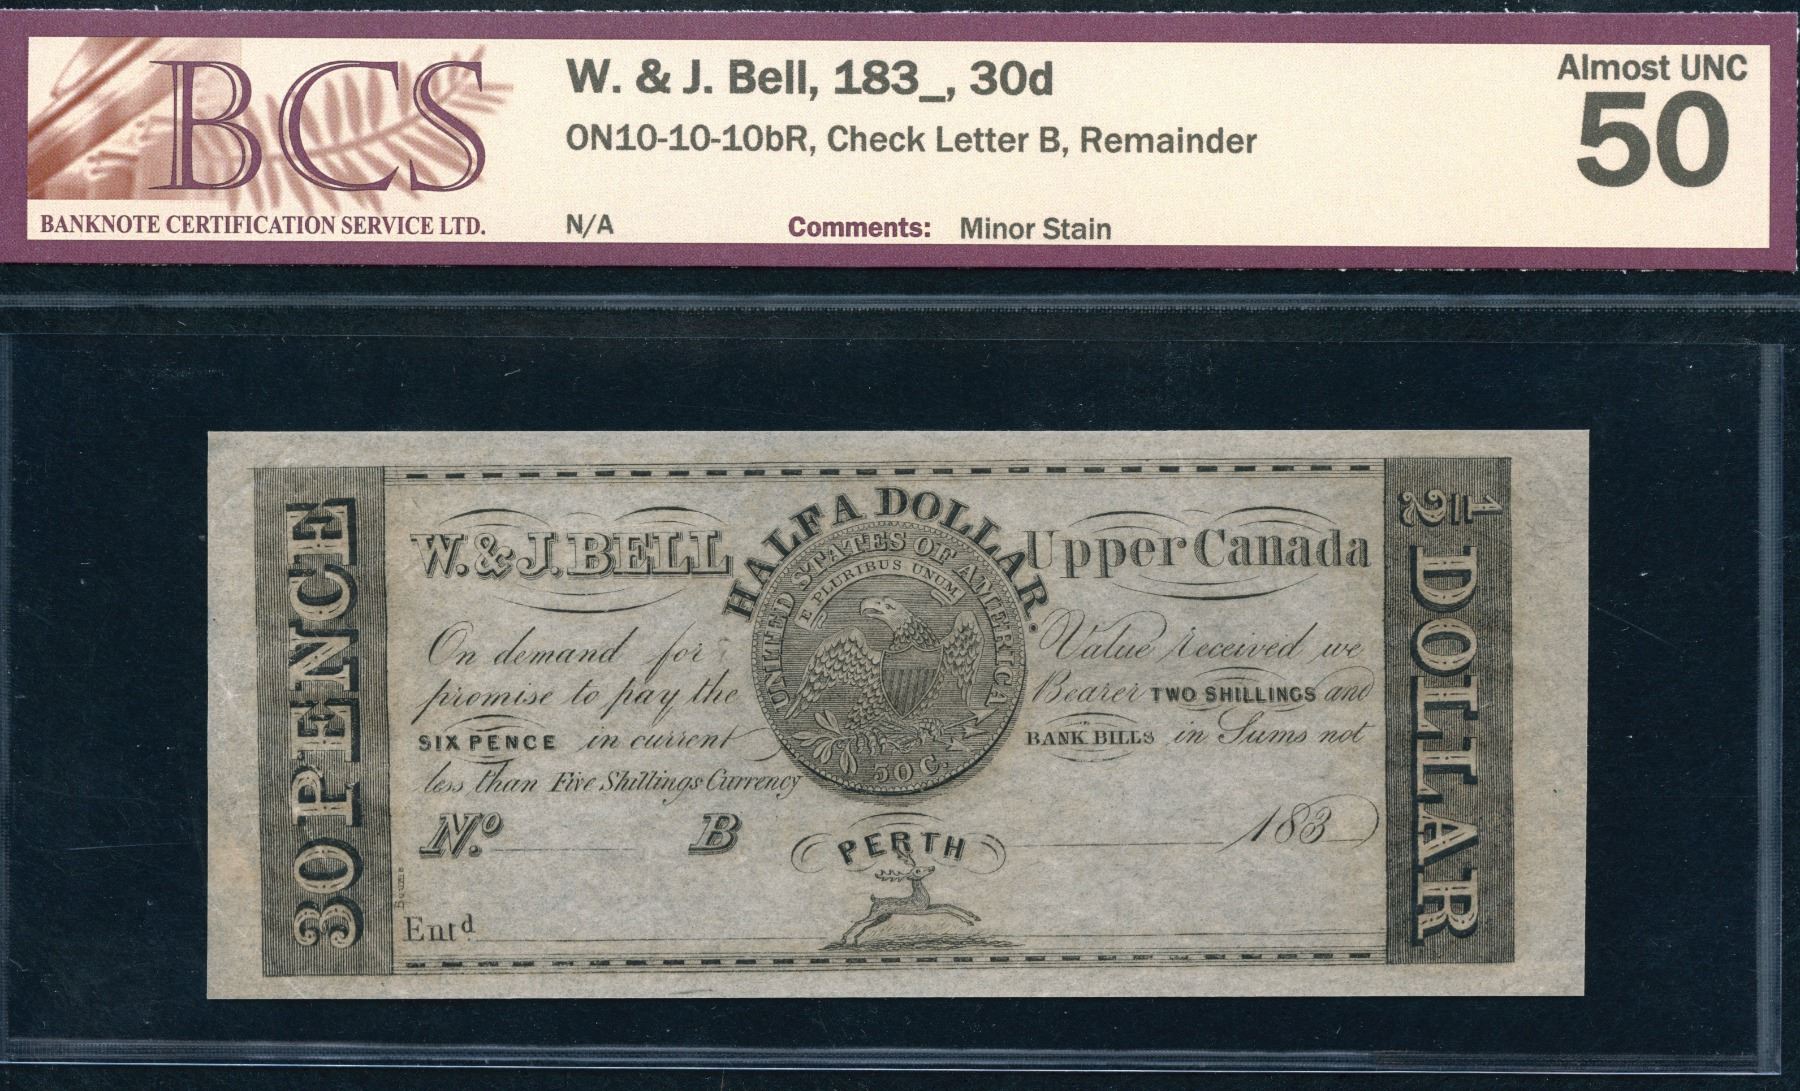 BCS
BANKNOTE CERTIFICATION SERVICE LTD.
W. & J. Bell, 183_, 30d
ON10-10-10bR, Check Letter B, Remainder
N/A Comments: Minor Stain
Almost UNC
50
30 PENCE
HALF A DOLLAR.
W. & J. BELL Upper Canada
UNITED STATES OF AMERICA
E PLURIBUS UNUM
50 C.
On demand for Value received we
promise to pay the Bearer TWO SHILLINGS and
SIX PENCE in current BANK BILLS in Sums not
less than Five Shillings Currency
No. B PERTH 183
Entd
1/2 DOLLAR